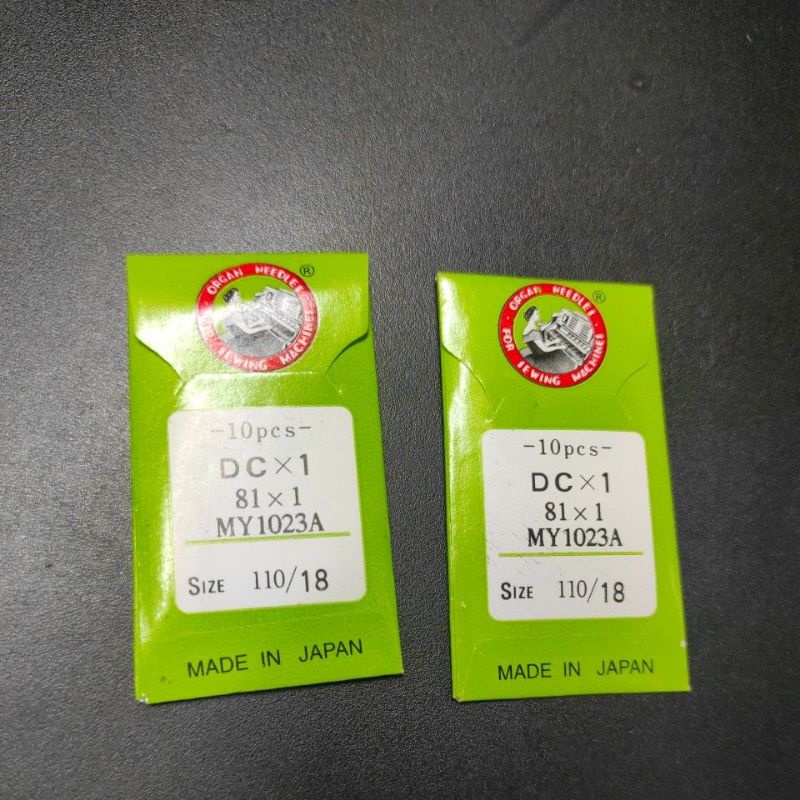 ORGAN NEEDLES ®
FOR SEWING MACHINES
-10pcs-
DC×1
81×1
MY1023A
SIZE 110/18
MADE IN JAPAN
ORGAN NEEDLES ®
FOR SEWING MACHINES
-10pcs-
DC×1
81×1
MY1023A
SIZE 110/18
MADE IN JAPAN